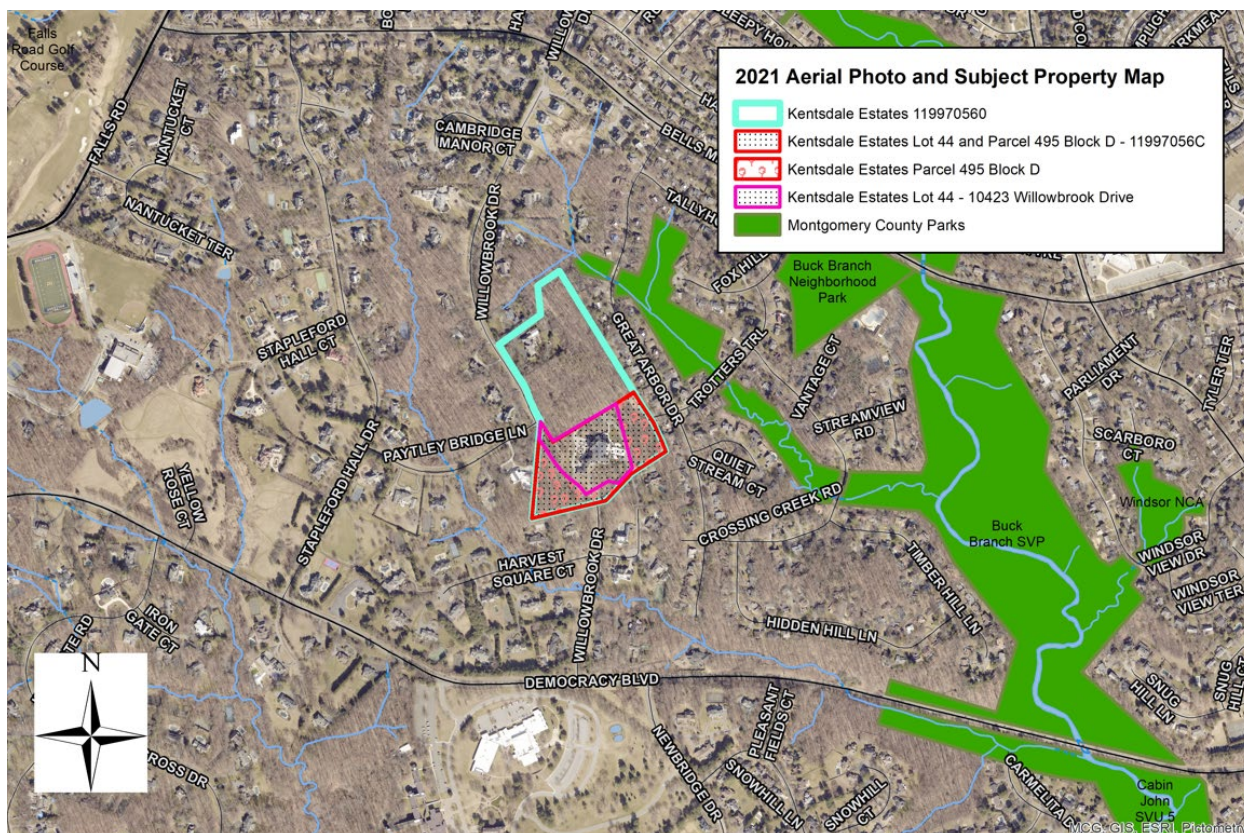 Falls
Road Golf
Course
FALLS RD
NANTUCKET
CT
NANTUCKET TER
CAMBRIDGE
MANOR CT
WILLOWBROOK DR
2021 Aerial Photo and Subject Property Map
Kentsdale Estates 119970560
Kentsdale Estates Lot 44 and Parcel 495 Block D - 11997056C
Kentsdale Estates Parcel 495 Block D
Kentsdale Estates Lot 44 - 10423 Willowbrook Drive
Montgomery County Parks
Buck Branch
Neighborhood
Park
STAPLEFORD
HALL CT
STAPLEFORD HALL DR
PAYTLEY BRIDGE LN
GREAT ARBOR DR
TROTTERS TRL
VANTAGE CT
STREAMVIEW
RD
QUIET
STREAM CT
CROSSING CREEK RD
PARLIAMENT
DR
TYLER TER
SCARBORO
CT
Windsor NCA
WINDSOR
VIEW DR
WINDSOR
VIEW TER
Buck
Branch SVP
YELLOW
ROSE CT
IRON
GATE CT
HARVEST
SQUARE CT
WILLOWBROOK DR
TIMBER HILL LN
HIDDEN HILL LN
SNUG
HILL LN
SNUG
HILL CT
DEMOCRACY BLVD
NEWBRIDGE DR
PLEASANT
FIELDS CT
SNOWHILL LN
SNOWHILL
CT
CARMELITA D
Cabin
John
SVU 5
N
ROSS DR
MCG, GIS, ESRI, Pictometry